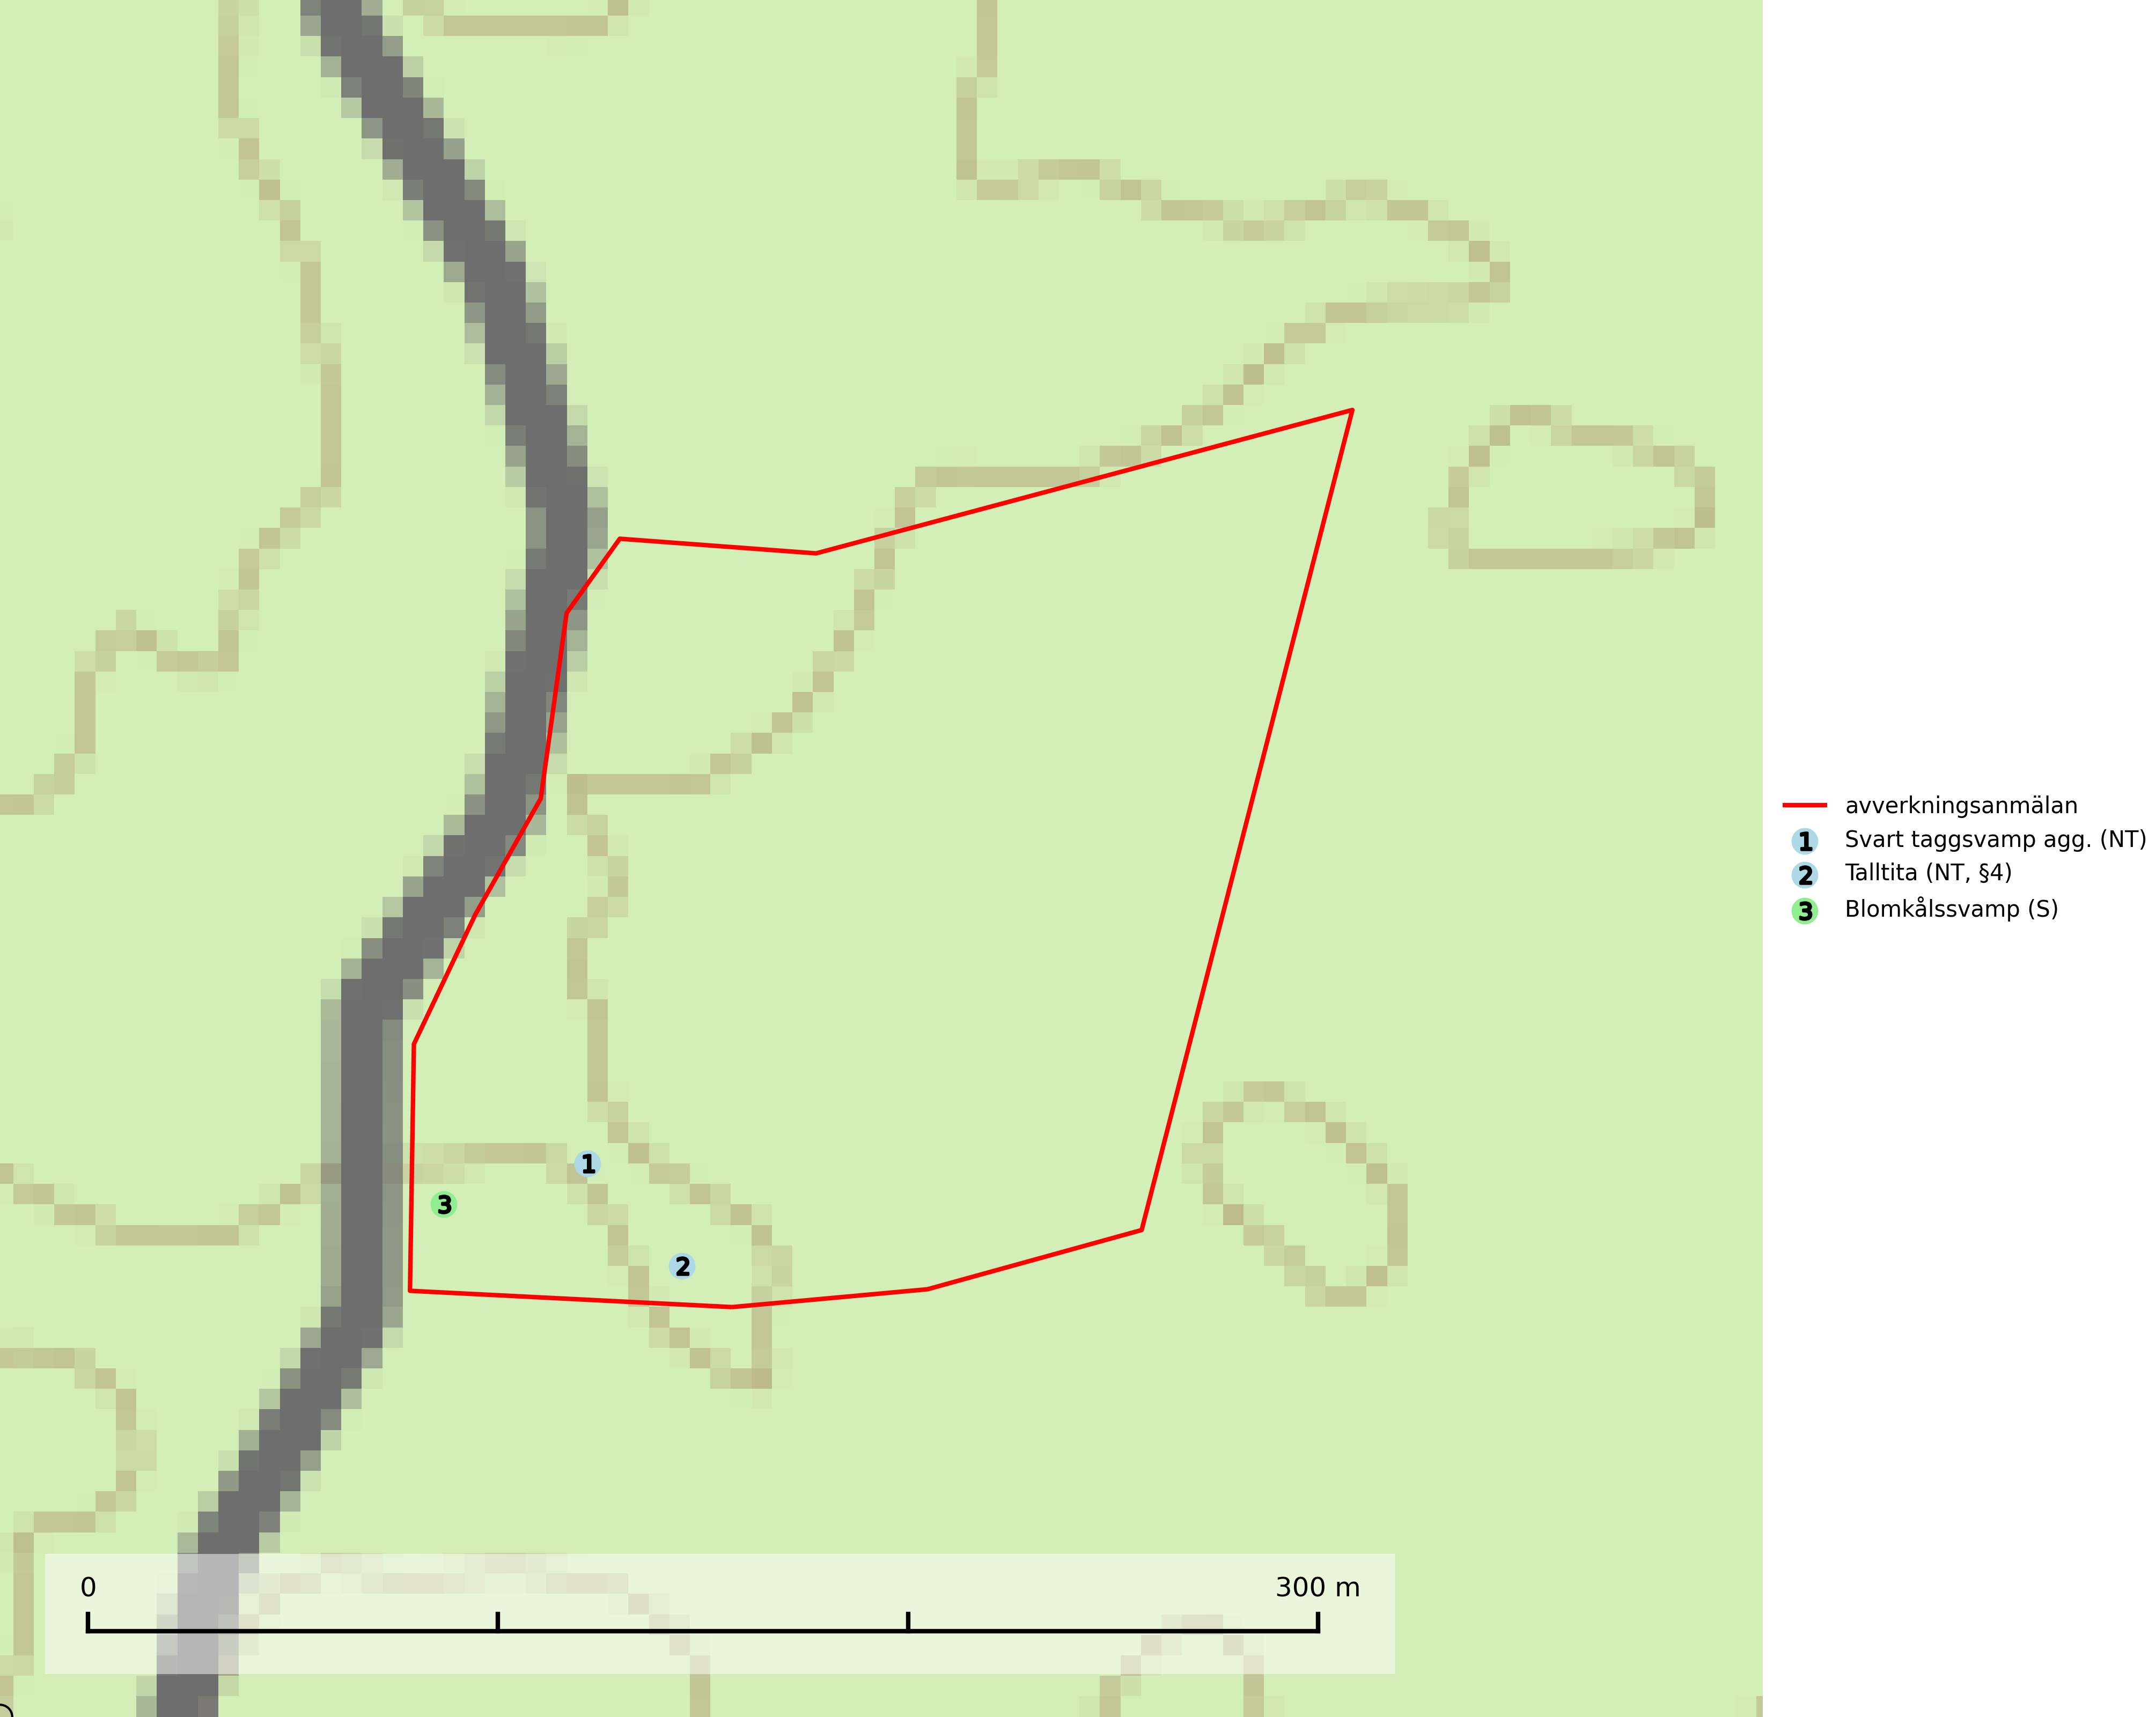 avverkningsanmälan
1 Svart taggsvamp agg. (NT)
2 Talltita (NT, §4)
3 Blomkålssvamp (S)
1
3
2
0 300 m